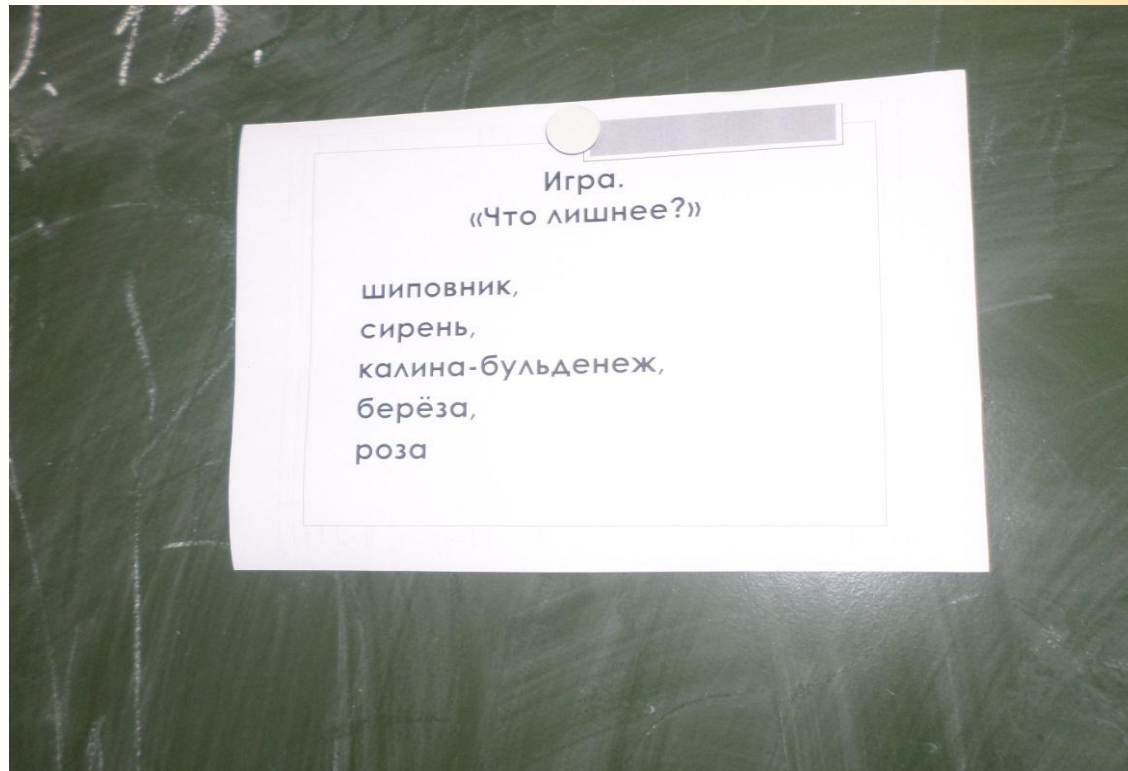 Игра.
«Что лишнее?»
шиповник,
сирень,
калина-бульденеж,
берёза,
роза